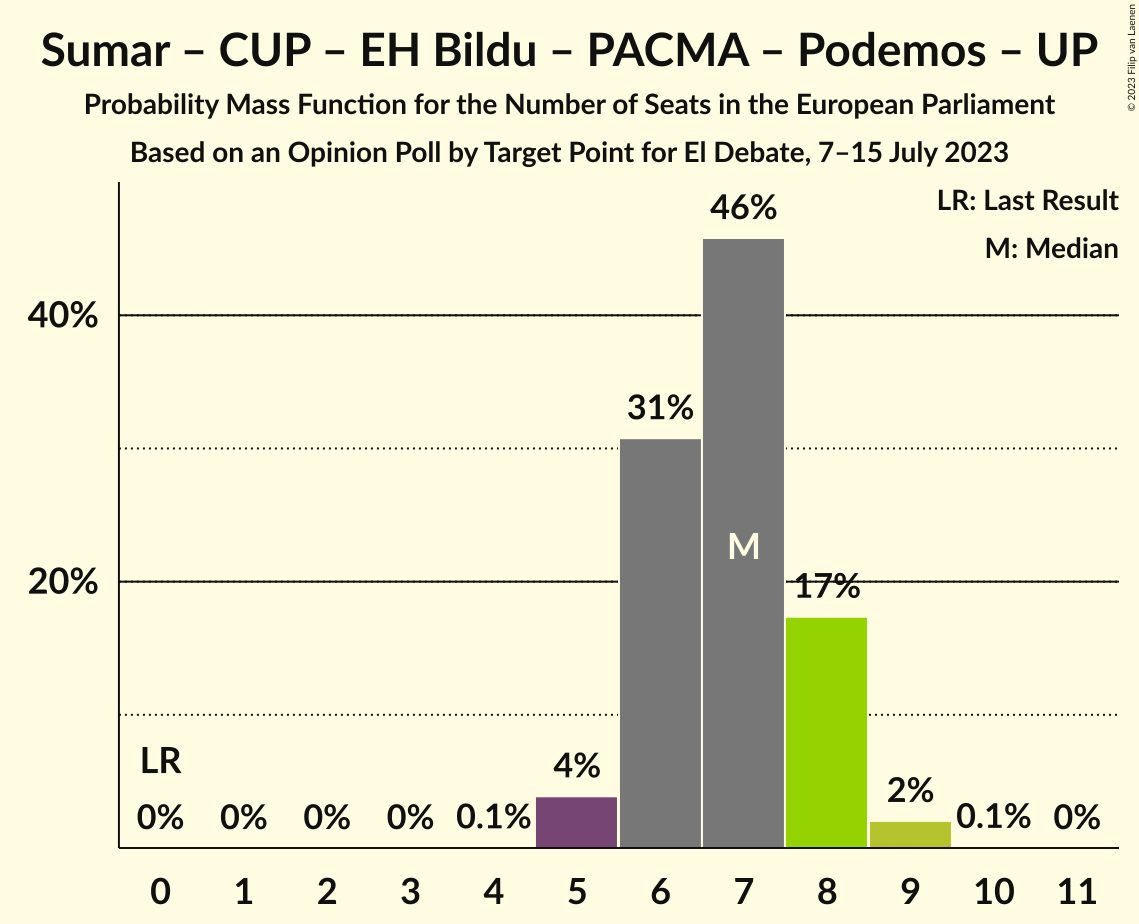 Sumar – CUP – EH Bildu – PACMA – Podemos – UP
Probability Mass Function for the Number of Seats in the European Parliament
Based on an Opinion Poll by Target Point for El Debate, 7–15 July 2023
© 2023 Filip van Laenen
LR: Last Result
M: Median
46%
40%
31%
M
20%
17%
LR
4%
2%
0% 0% 0% 0% 0.1% 0.1% 0%
0 1 2 3 4 5 6 7 8 9 10 11